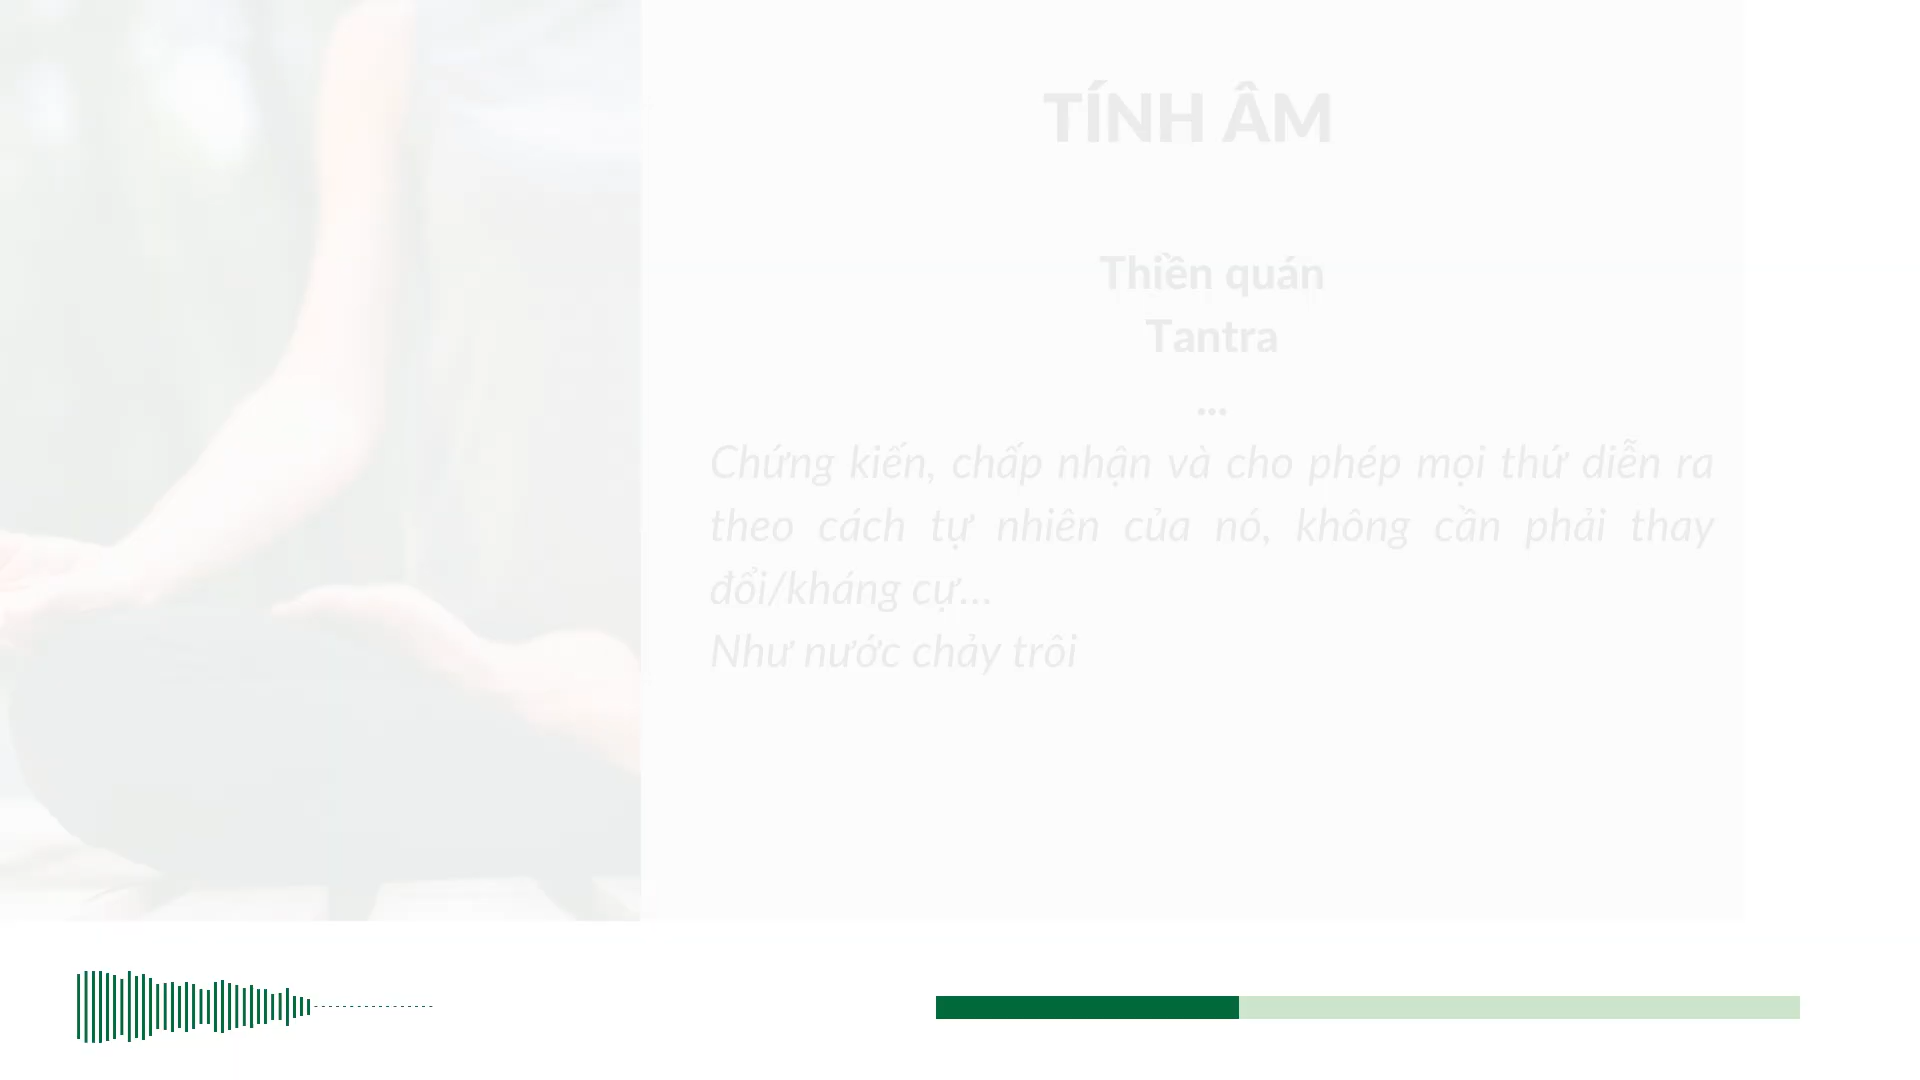 TÍNH ÂM
Thiền quán
Tantra
...
Chứng kiến, chấp nhận và cho phép mọi thứ diễn ra
theo cách tự nhiên của nó, không cần phải thay
đổi/kháng cự...
Như nước chảy trôi